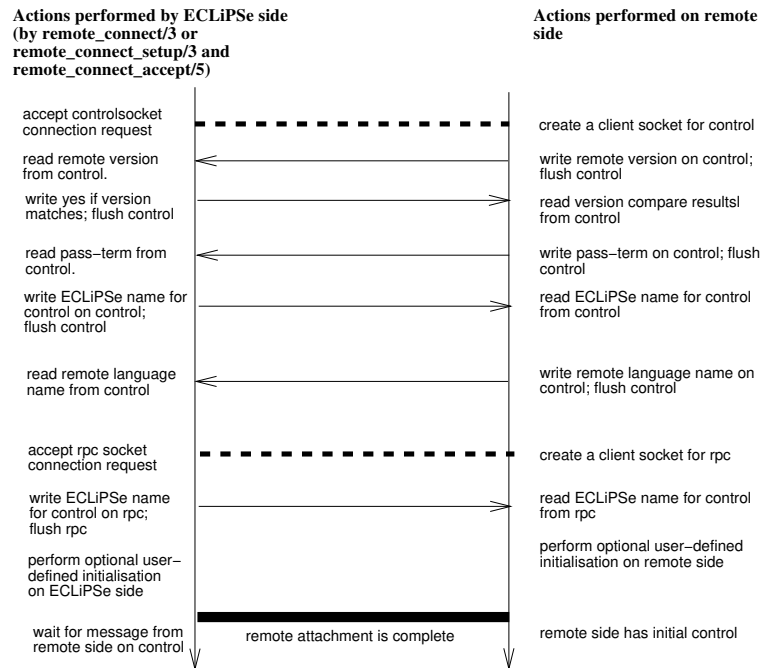 Actions performed by ECLiPSe side
(by remote_connect/3 or
remote_connect_setup/3 and
remote_connect_accept/5)
Actions performed on remote
side
accept controlsocket
connection request
create a client socket for control
read remote version
from control.
write remote version on control;
flush control
write yes if version
matches; flush control
read version compare resultsl
from control
read pass−term from
control.
write pass−term on control; flush
control
write ECLiPSe name for
control on control;
flush control
read ECLiPSe name for control
from control
read remote language
name from control
write remote language name on
control; flush control
accept rpc socket
connection request
create a client socket for rpc
write ECLiPSe name
for control on rpc;
flush rpc
read ECLiPSe name for control
from rpc
perform optional user−
defined initialisation
on ECLiPSe side
perform optional user−defined
initialisation on remote side
wait for message from
remote side on control
remote attachment is complete
remote side has initial control